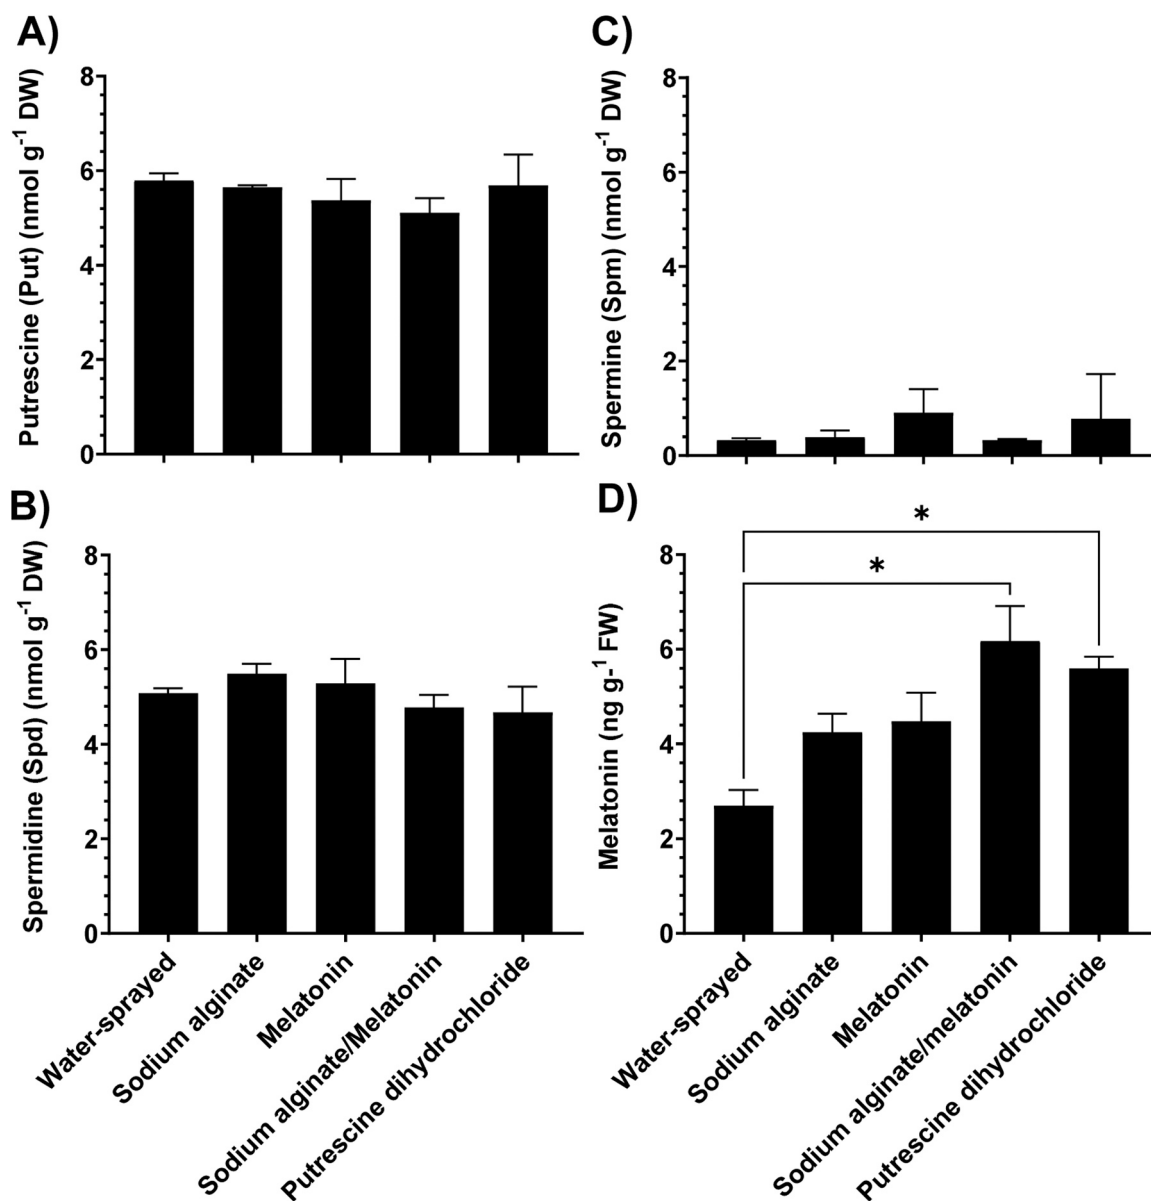 A)
Putrescine (Put) (nmol g-1 DW)
8
6
4
2
0
C)
Spermine (Spm) (nmol g-1 DW)
8
6
4
2
0
B)
Spermidine (Spd) (nmol g-1 DW)
8
6
4
2
0
Water-sprayed
Sodium alginate
Melatonin
Sodium alginate/Melatonin
Putrescine dihydrochloride
D)
Melatonin (ng g-1 FW)
8
6
4
2
0
*
*
Water-sprayed
Sodium alginate
Melatonin
Sodium alginate/melatonin
Putrescine dihydrochloride